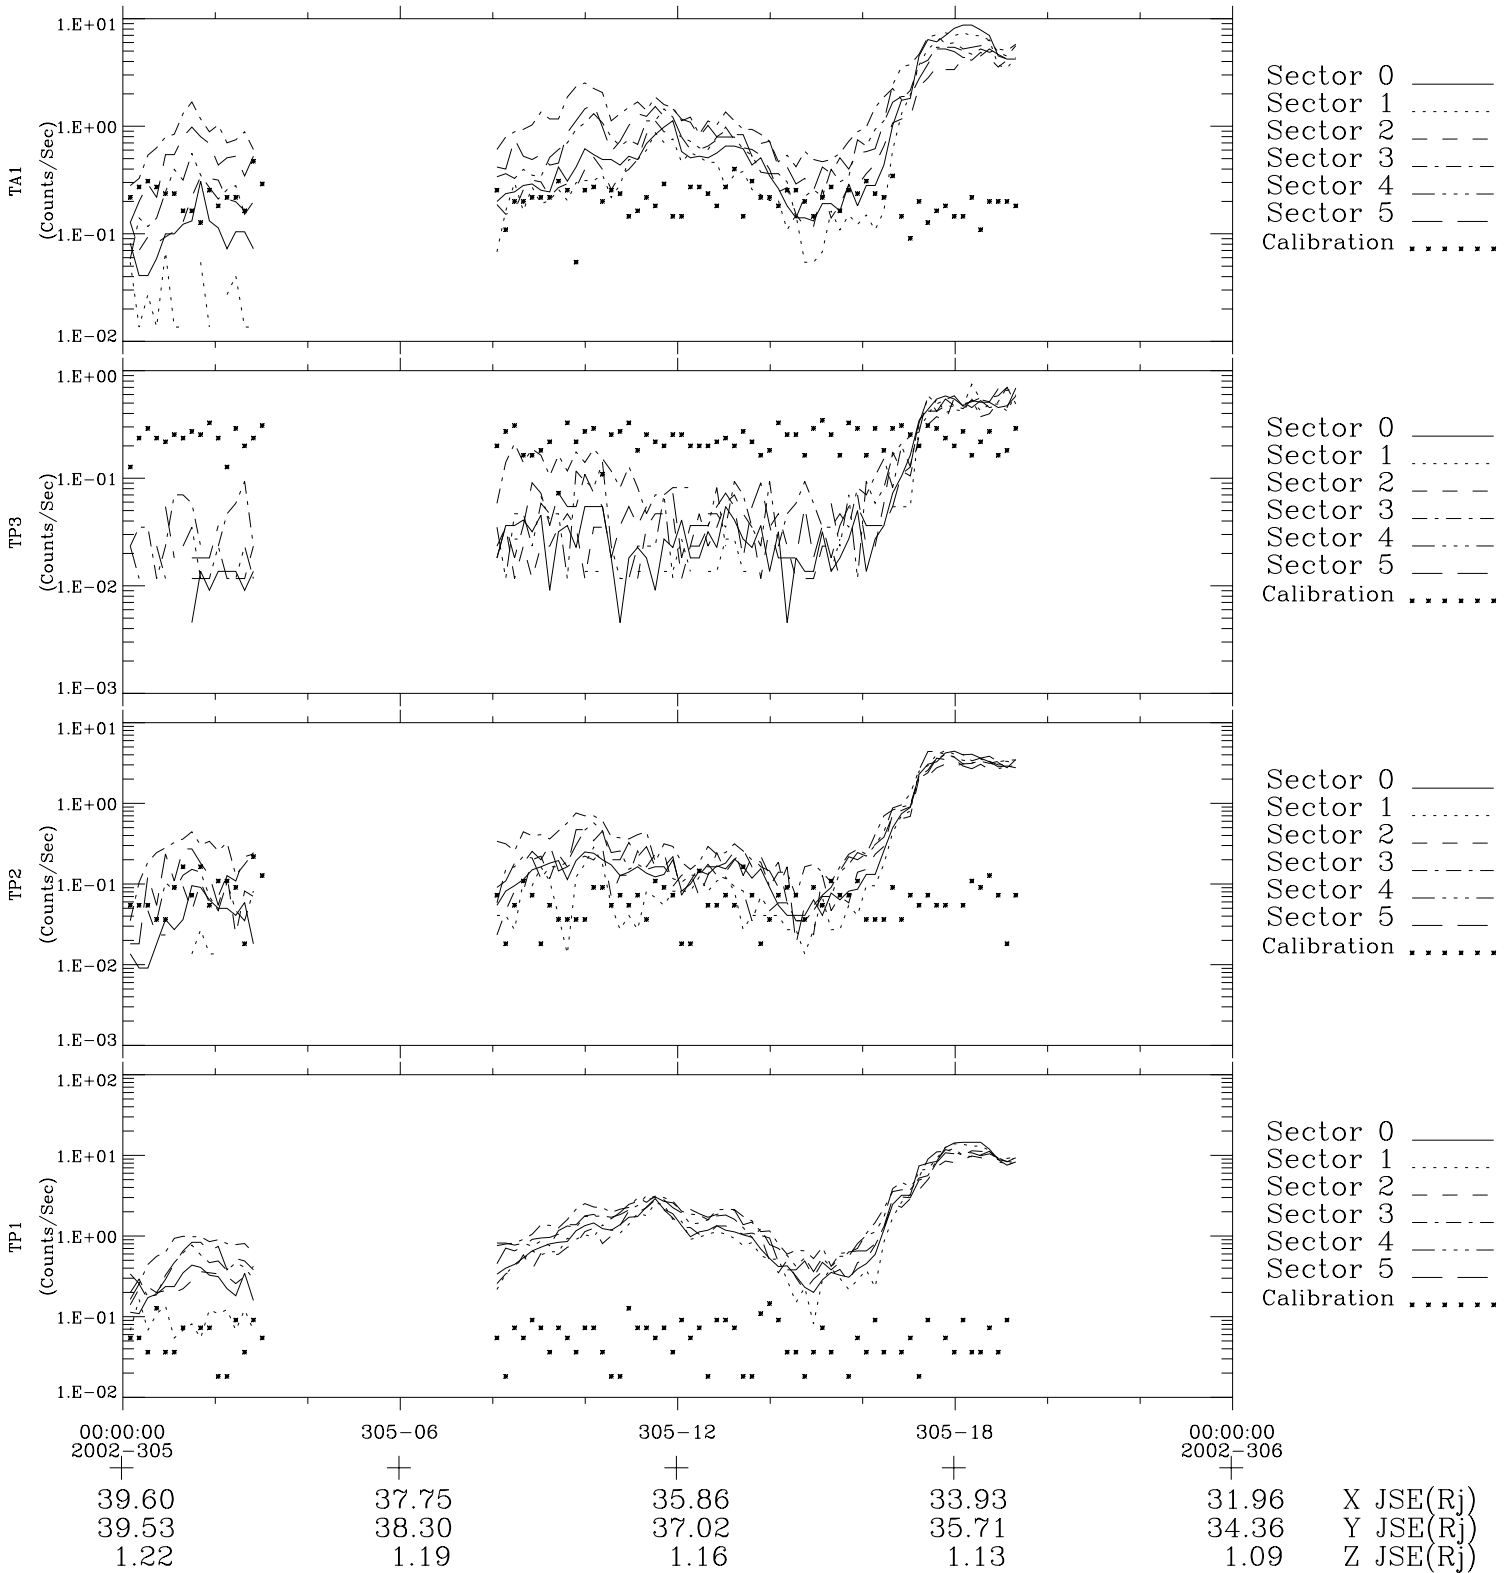 1.E+01
1.E+00
1.E-01
1.E-02
TA1
(Counts/Sec)
Sector 0
Sector 1
Sector 2
Sector 3
Sector 4
Sector 5
Calibration
1.E+00
1.E-01
1.E-02
1.E-03
TP3
(Counts/Sec)
Sector 0
Sector 1
Sector 2
Sector 3
Sector 4
Sector 5
Calibration
1.E+01
1.E+00
1.E-01
1.E-02
1.E-03
TP2
(Counts/Sec)
Sector 0
Sector 1
Sector 2
Sector 3
Sector 4
Sector 5
Calibration
1.E+02
1.E+01
1.E+00
1.E-01
1.E-02
TP1
(Counts/Sec)
Sector 0
Sector 1
Sector 2
Sector 3
Sector 4
Sector 5
Calibration
00:00:00 305-06 305-12 305-18 00:00:00
2002-305 2002-306
39.60 37.75 35.86 33.93 31.96 X JSE(Rj)
39.53 38.30 37.02 35.71 34.36 Y JSE(Rj)
1.22 1.19 1.16 1.13 1.09 Z JSE(Rj)